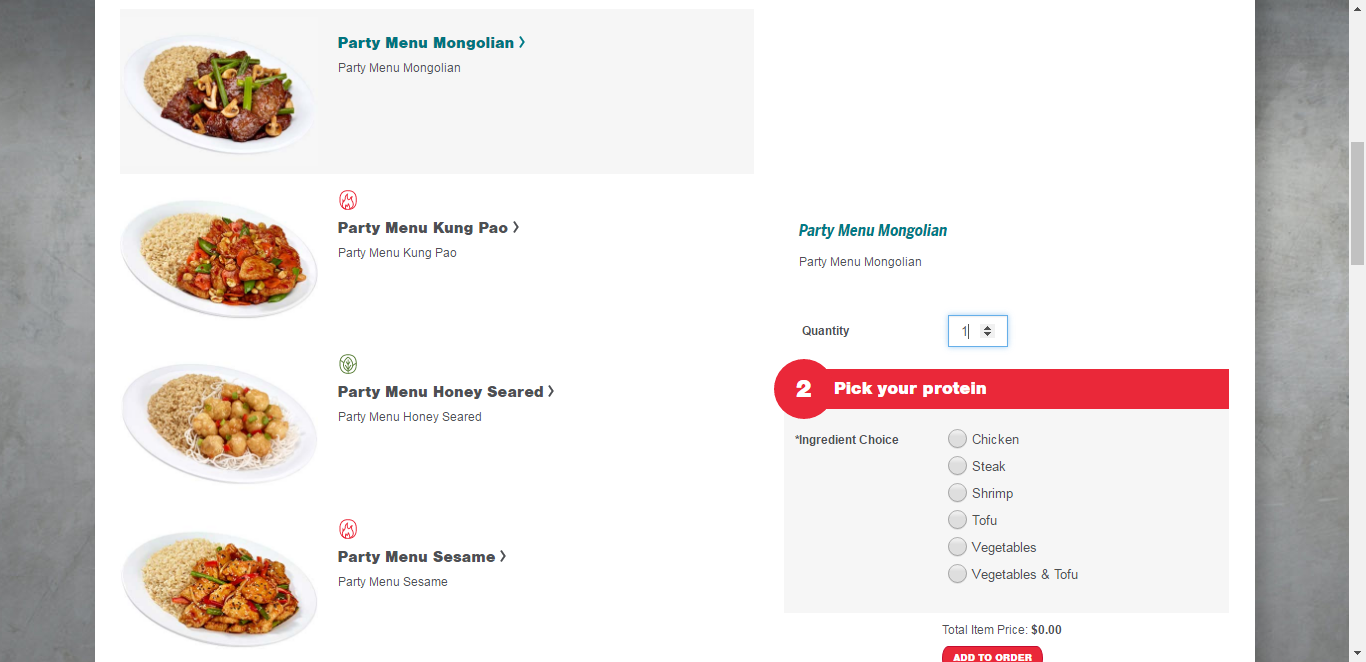 Party Menu Mongolian >
Party Menu Mongolian
Party Menu Kung Pao >
Party Menu Kung Pao
Party Menu Honey Seared >
Party Menu Honey Seared
Party Menu Sesame >
Party Menu Sesame
Party Menu Mongolian
Party Menu Mongolian
Quantity 1
2 Pick your protein
*Ingredient Choice
Chicken
Steak
Shrimp
Tofu
Vegetables
Vegetables & Tofu
Total Item Price: $0.00
ADD TO ORDER